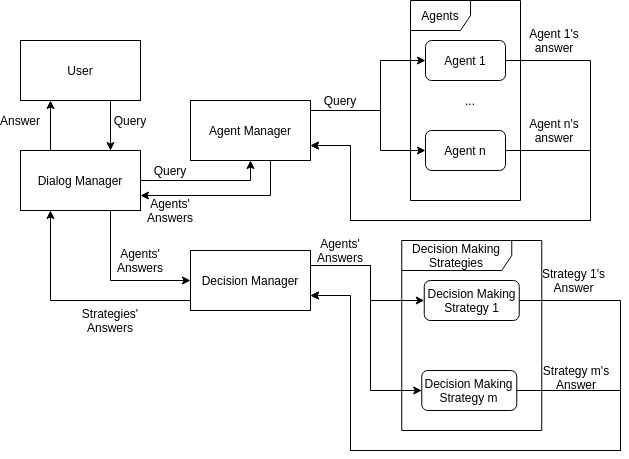 Agents
Agent 1's
answer
User
Agent 1
Query
...
Answer
Query
Agent Manager
Agent n's
answer
Agent n
Query
Dialog Manager
Agents'
Answers
Agents'
Answers
Decision Making
Strategies
Agents'
Answers
Decision Manager
Strategy 1's
Answer
Decision Making
Strategy 1
Strategies'
Answers
Strategy m's
Answer
Decision Making
Strategy m